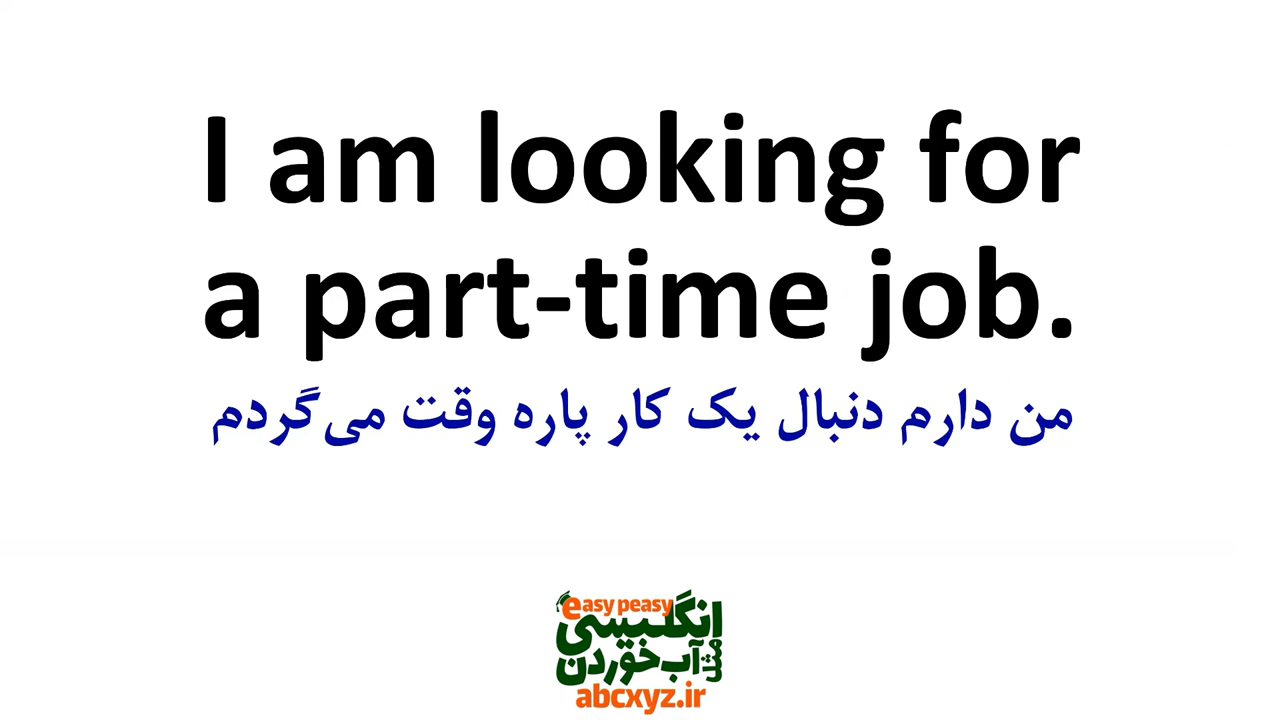 I am looking for
a part-time job.
من دارم دنبال یک کار پاره وقت می‌گردم
easy peasy
انگلیسی
مثل آب خوردن
abcxyz.ir